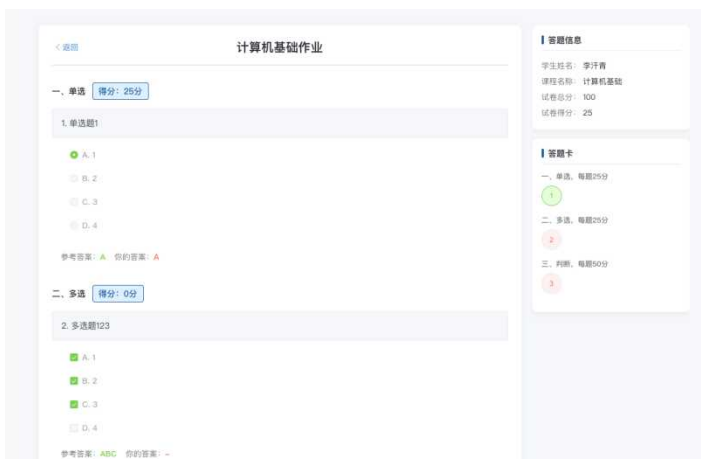 < 返回
计算机基础作业
一、单选 得分：25分
1. 单选题1
A. 1
B. 2
C. 3
D. 4
参考答案：A 你的答案：A
二、多选 得分：0分
2. 多选题123
A. 1
B. 2
C. 3
D. 4
参考答案：ABC 你的答案：-
答题信息
学生姓名：李汗青
课程名称：计算机基础
试卷总分：100
试卷得分：25
答题卡
一、单选，每题25分
1
二、多选，每题25分
2
三、判断，每题50分
3